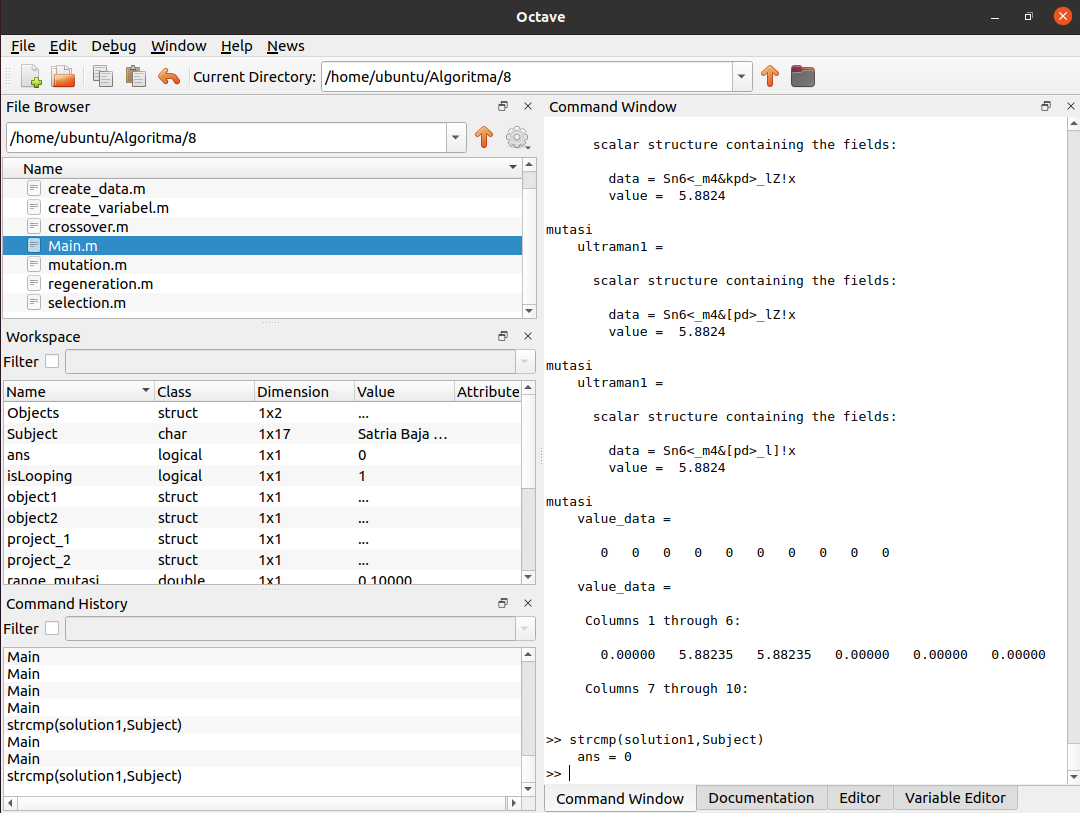 Octave
File Edit Debug Window Help News
Current Directory: /home/ubuntu/Algoritma/8
File Browser
/home/ubuntu/Algoritma/8
Name
create_data.m
create_variabel.m
crossover.m
Main.m
mutation.m
regeneration.m
selection.m
Workspace
Filter
Name Class Dimension Value Attribute
Objects struct 1x2 ...
Subject char 1x17 Satria Baja ...
ans logical 1x1 0
isLooping logical 1x1 1
object1 struct 1x1 ...
object2 struct 1x1 ...
project_1 struct 1x1 ...
project_2 struct 1x1 ...
range_mutasi double 1x1 0.10000
Command History
Filter
Main
Main
Main
Main
strcmp(solution1,Subject)
Main
Main
strcmp(solution1,Subject)
Command Window
scalar structure containing the fields:
data = Sn6<_m4&kpd>_lZ!x
value =  5.8824
mutasi
ultraman1 =
scalar structure containing the fields:
data = Sn6<_m4&[pd>_lZ!x
value =  5.8824
mutasi
ultraman1 =
scalar structure containing the fields:
data = Sn6<_m4&[pd>_l]!x
value =  5.8824
mutasi
value_data =
0 0 0 0 0 0 0 0 0 0
value_data =
Columns 1 through 6:
0.00000 5.88235 5.88235 0.00000 0.00000 0.00000
Columns 7 through 10:
>> strcmp(solution1,Subject)
ans = 0
>>
Command Window Documentation Editor Variable Editor